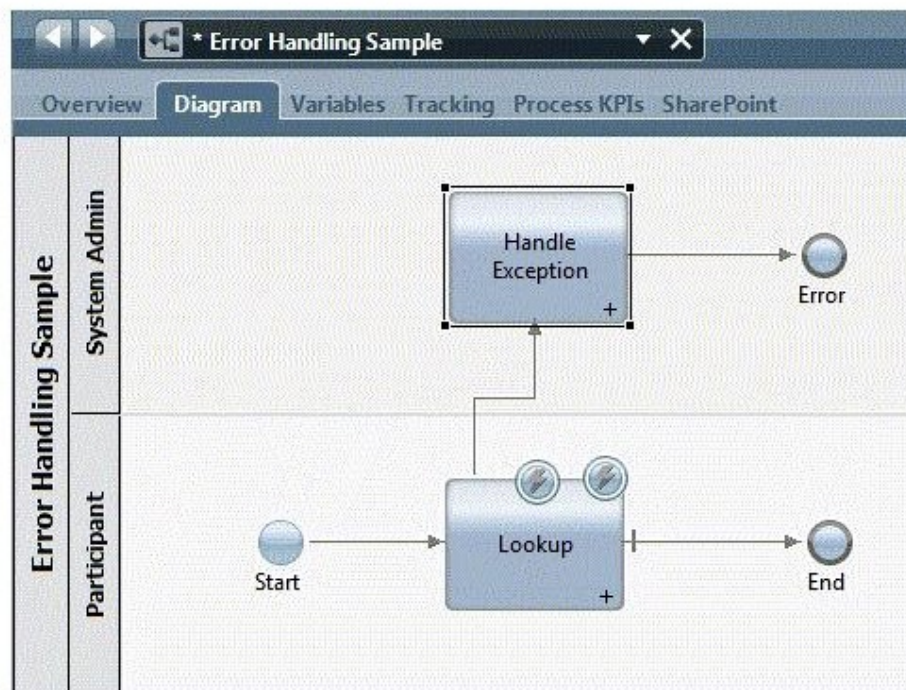 * Error Handling Sample
Overview Diagram Variables Tracking Process KPIs SharePoint
Error Handling Sample
System Admin
Handle
Exception
+
Error
Participant
Start
Lookup
+
End